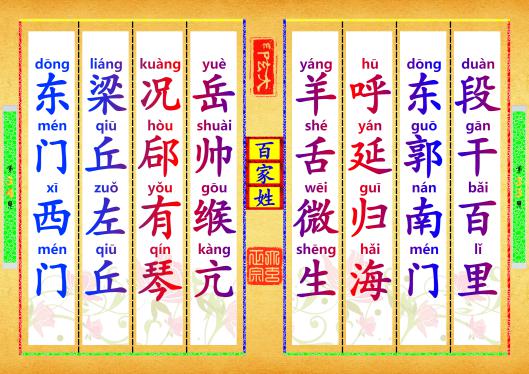 duàn gān bǎi lǐ
段干百里
dōng guō nán mén
东郭南门
hū yán guī hǎi
呼延归海
yáng shé wēi shēng
羊舌微生
百家姓
yuè shuài gōu kàng
岳帅缑亢
kuàng hòu yǒu qín
况郈有琴
liáng qiū zuǒ qiū
梁丘左丘
dōng mén xī mén
东门西门